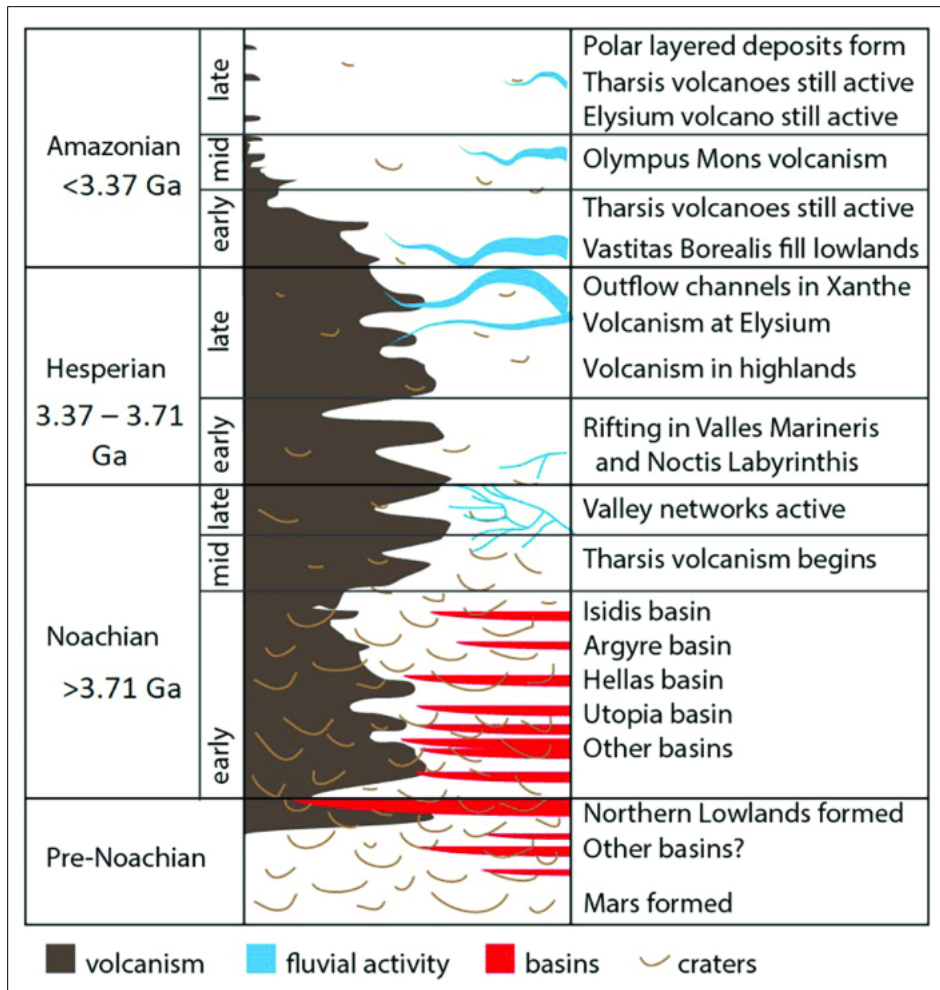 Amazonian
<3.37 Ga
late
Polar layered deposits form
Tharsis volcanoes still active
Elysium volcano still active
mid
Olympus Mons volcanism
early
Tharsis volcanoes still active
Vastitas Borealis fill lowlands
Hesperian
3.37 – 3.71
Ga
late
Outflow channels in Xanthe
Volcanism at Elysium
Volcanism in highlands
early
Rifting in Valles Marineris
and Noctis Labyrinthis
Noachian
>3.71 Ga
late
Valley networks active
mid
Tharsis volcanism begins
early
Isidis basin
Argyre basin
Hellas basin
Utopia basin
Other basins
Pre-Noachian
Northern Lowlands formed
Other basins?
Mars formed
volcanism
fluvial activity
basins
craters